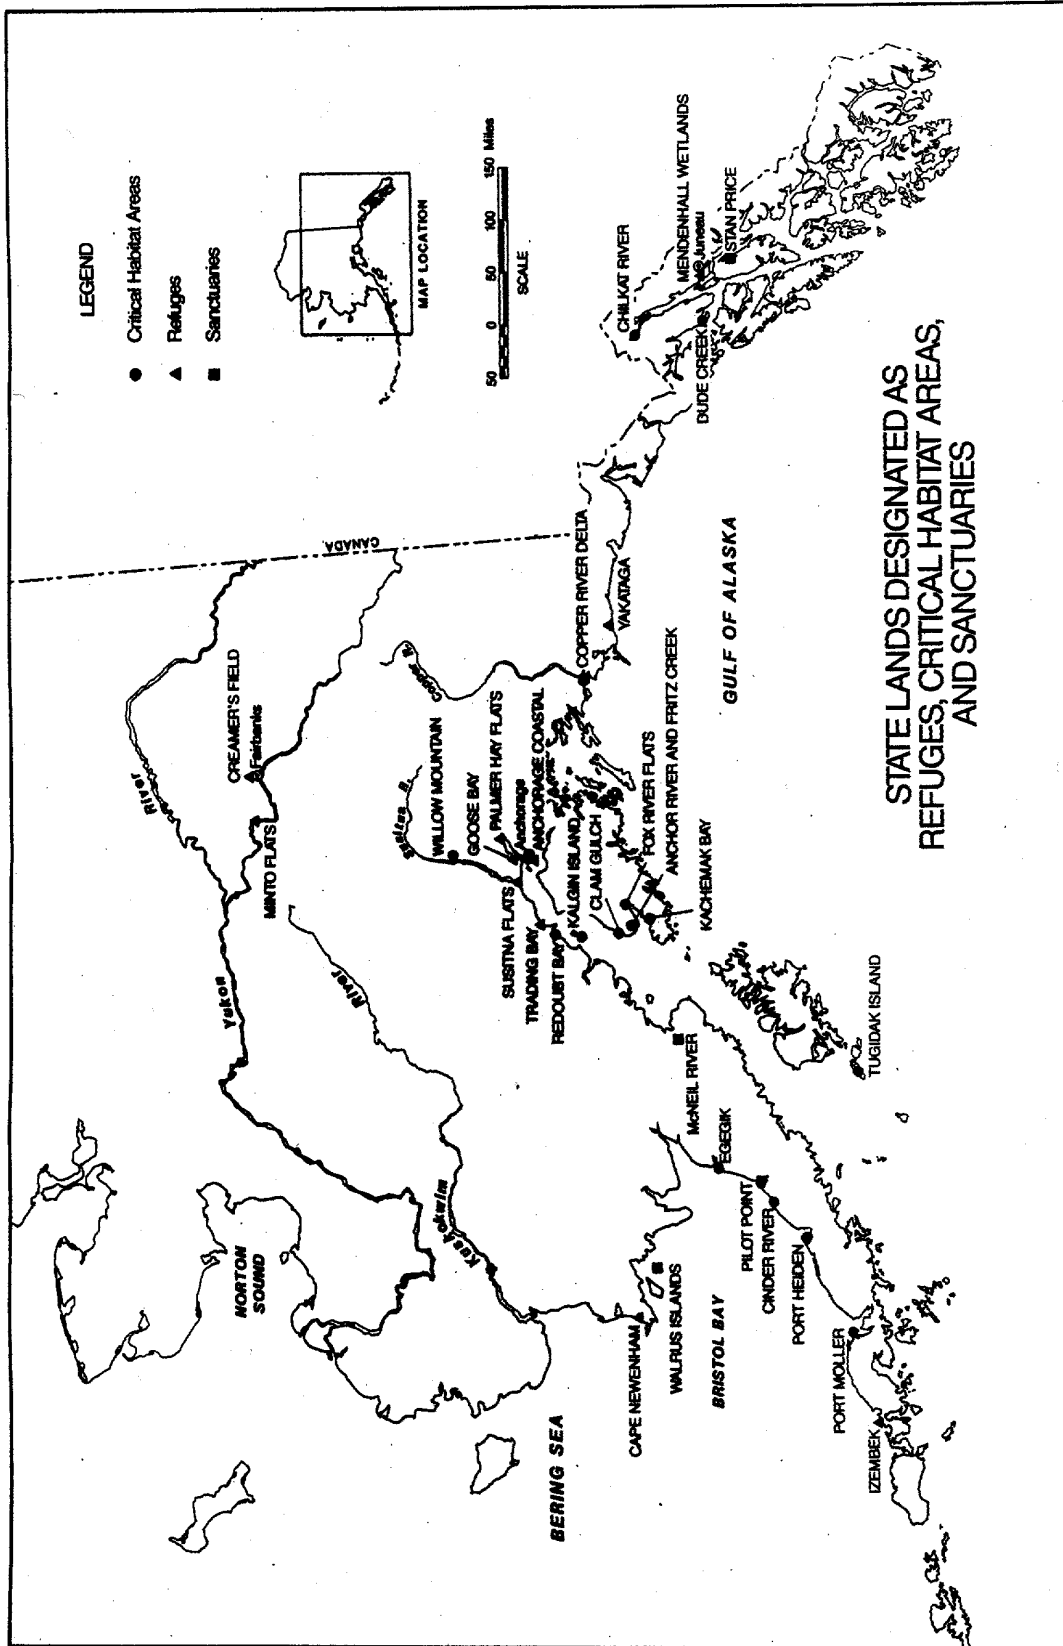 LEGEND
Critical Habitat Areas
Refuges
Sanctuaries
MAP LOCATION
50 0 50 100 150 Miles
SCALE
CANADA
River
CREAMER'S FIELD
Fairbanks
MINTO FLATS
Yukon
River
Kuskokwim
NORTON
SOUND
Copper R.
Susitna R.
WILLOW MOUNTAIN
GOOSE BAY
PALMER HAY FLATS
Anchorage
ANCHORAGE COASTAL
SUSITNA FLATS
TRADING BAY
REDOUBT BAY
KALGIN ISLAND
CLAM GULCH
FOX RIVER FLATS
ANCHOR RIVER AND FRITZ CREEK
KACHEMAK BAY
COPPER RIVER DELTA
YAKATAGA
CHILKAT RIVER
MENDENHALL WETLANDS
Juneau
DUDE CREEK
STAN PRICE
GULF OF ALASKA
McNEIL RIVER
TUGIDAK ISLAND
EGEGIK
PILOT POINT
CINDER RIVER
PORT HEIDEN
PORT MOLLER
IZEMBEK
CAPE NEWENHAM
WALRUS ISLANDS
BRISTOL BAY
BERING SEA
STATE LANDS DESIGNATED AS
REFUGES, CRITICAL HABITAT AREAS,
AND SANCTUARIES